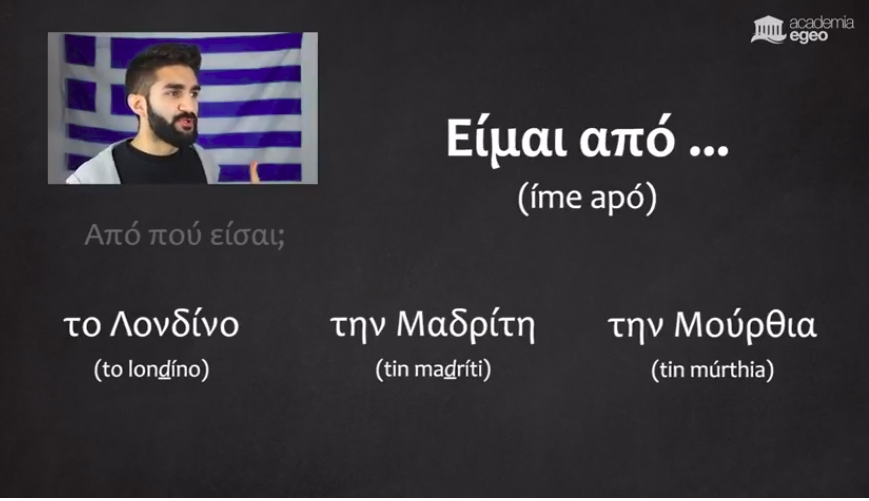 academia
egeo
Είμαι από ...
(íme apó)
Από πού είσαι;
το Λονδίνο
(to londíno)
την Μαδρίτη
(tin madríti)
την Μούρθια
(tin múrthia)